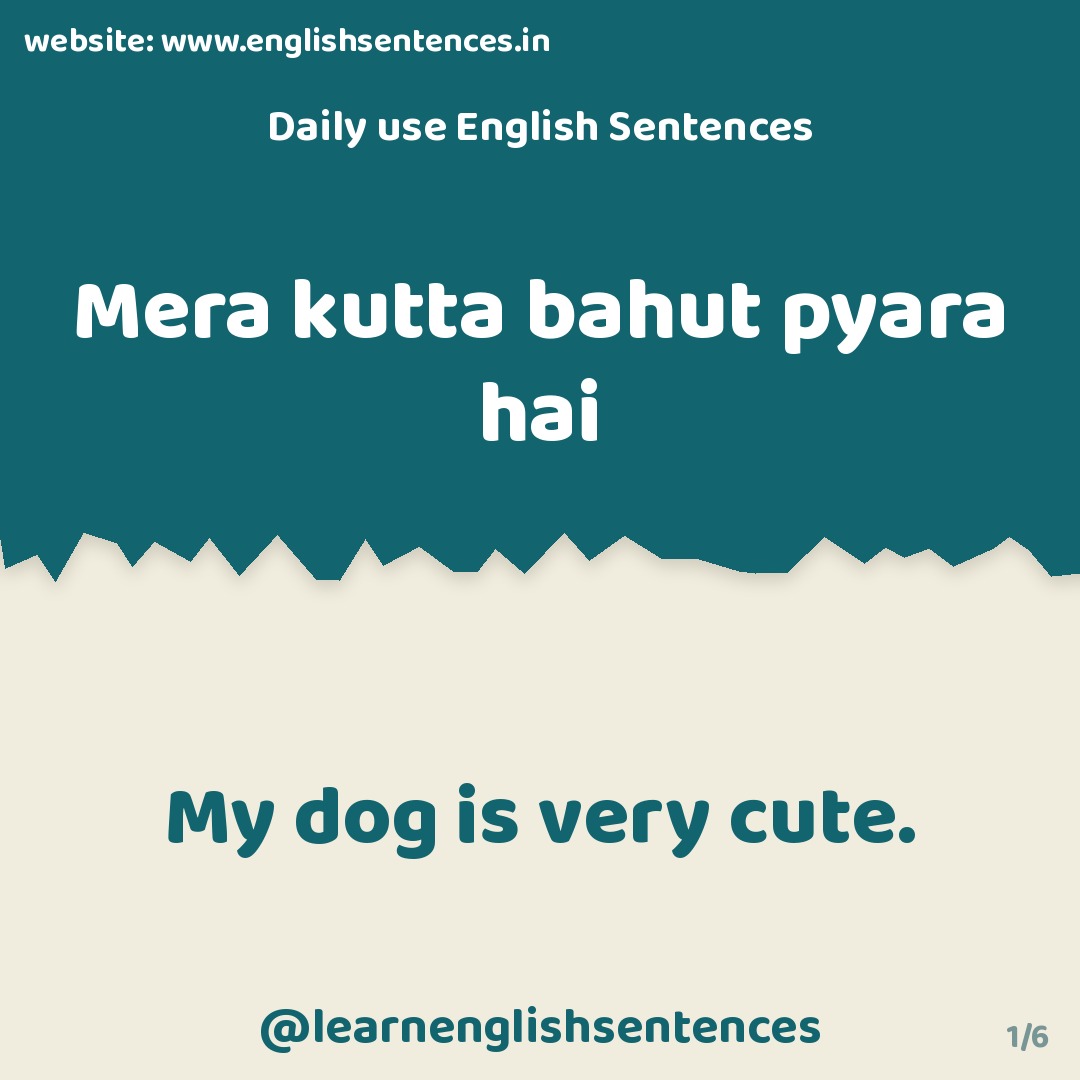 website: www.englishsentences.in
Daily use English Sentences
Mera kutta bahut pyara
hai
My dog is very cute.
@learnenglishsentences
1/6